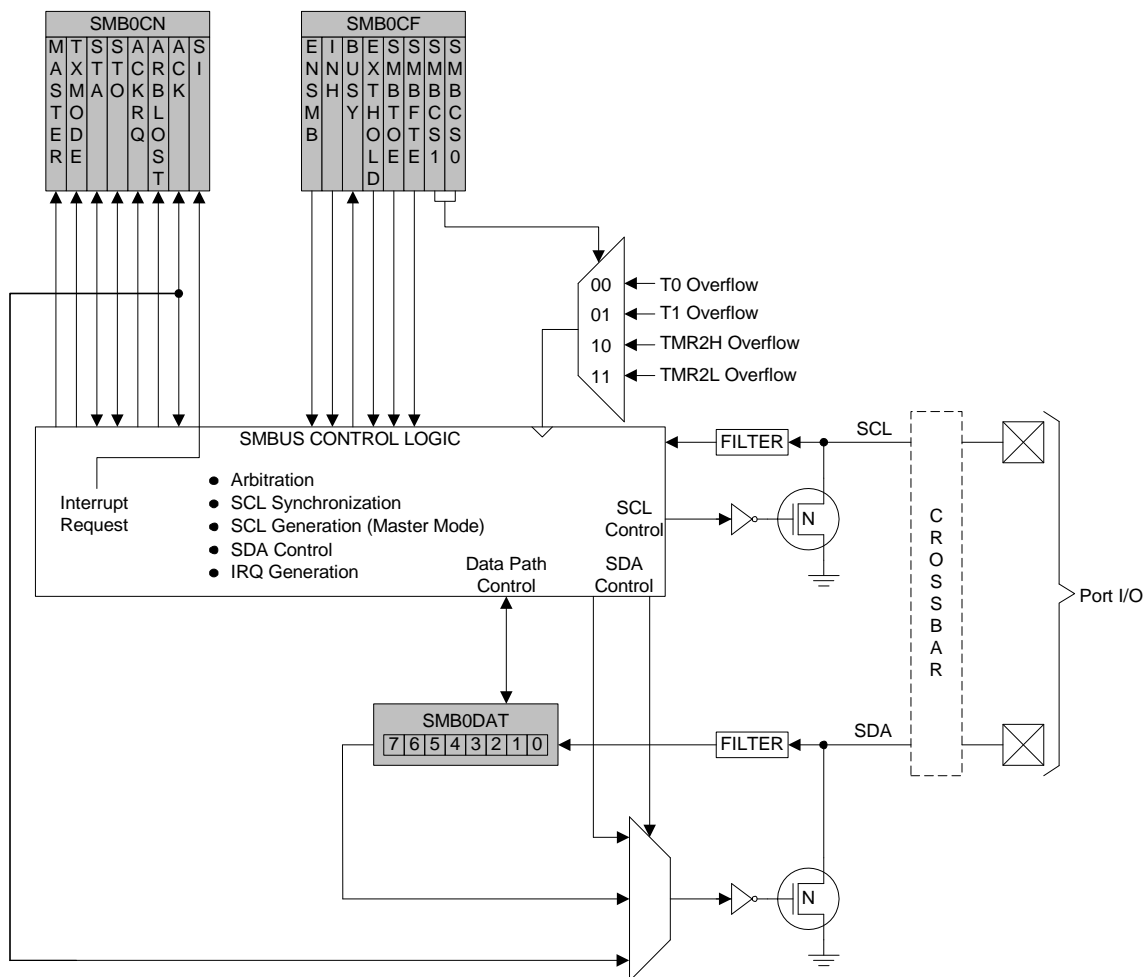 SMB0CN
MASTER
TXMODE
STA
STO
ACKRQ
ARBLOST
ACK
SI
SMB0CF
ENSMB
INH
BUSY
EXTHOLD
SMBTOE
SMBFTE
SMBCS1
SMBCS0
00
T0 Overflow
01
T1 Overflow
10
TMR2H Overflow
11
TMR2L Overflow
SMBUS CONTROL LOGIC
Interrupt
Request
● Arbitration
● SCL Synchronization
● SCL Generation (Master Mode)
● SDA Control
● IRQ Generation
SCL
Control
Data Path
Control
SDA
Control
FILTER
SCL
N
CROSSBAR
Port I/O
SMB0DAT
7 6 5 4 3 2 1 0
FILTER
SDA
N